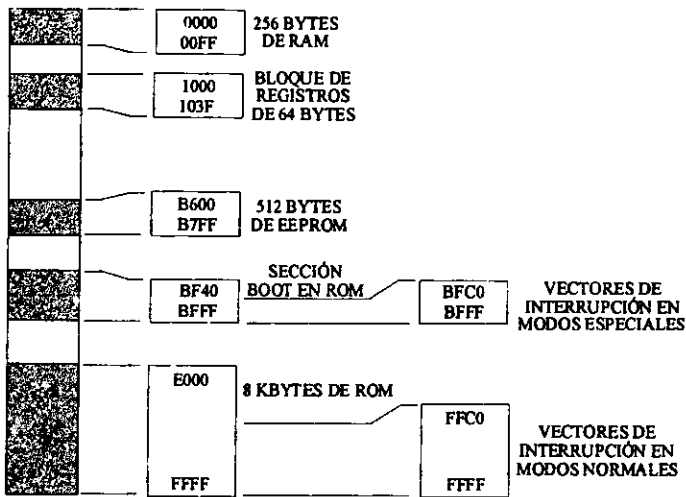 0000
00FF
256 BYTES
DE RAM
1000
103F
BLOQUE DE
REGISTROS
DE 64 BYTES
B600
B7FF
512 BYTES
DE EEPROM
BF40
BFFF
SECCIÓN
BOOT EN ROM
BFC0
BFFF
VECTORES DE
INTERRUPCIÓN EN
MODOS ESPECIALES
E000
FFFF
8 KBYTES DE ROM
FFC0
FFFF
VECTORES DE
INTERRUPCIÓN EN
MODOS NORMALES